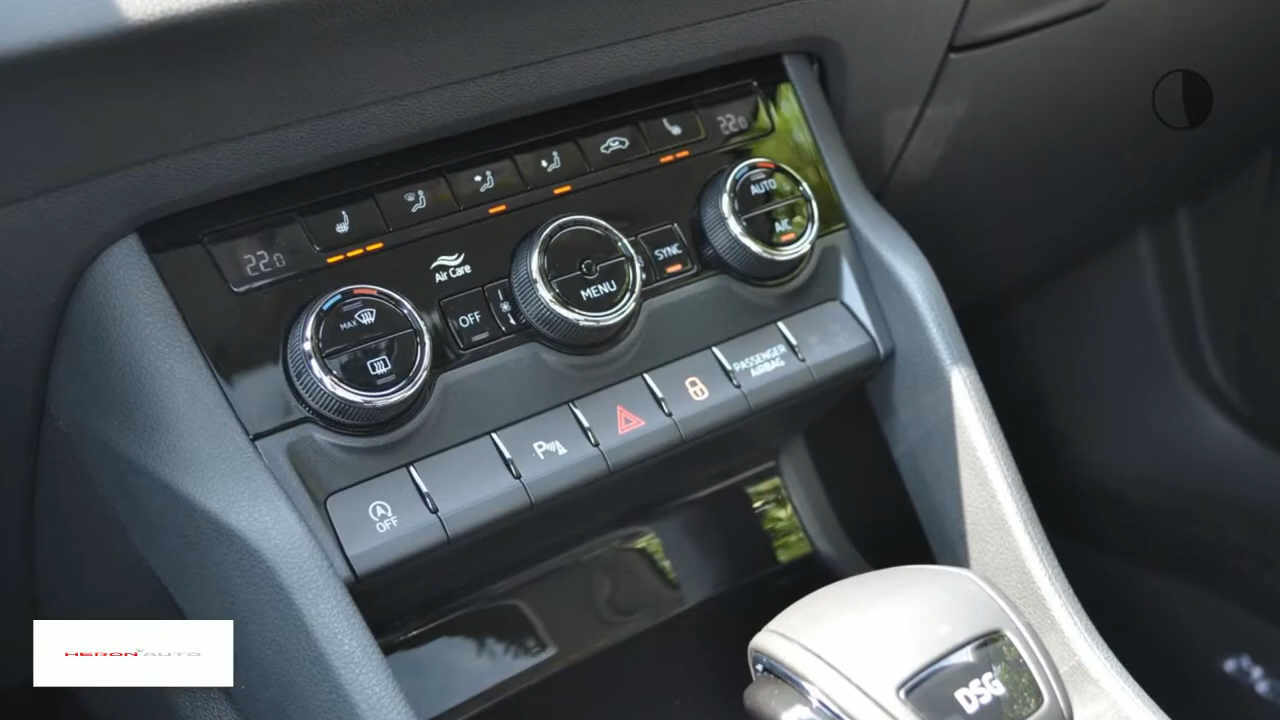 22.0
22.0
AUTO
A/C
SYNC
Air Care
MENU
OFF
MAX
PASSENGER
AIRBAG
P
A
OFF
HERON AUTO
DSG